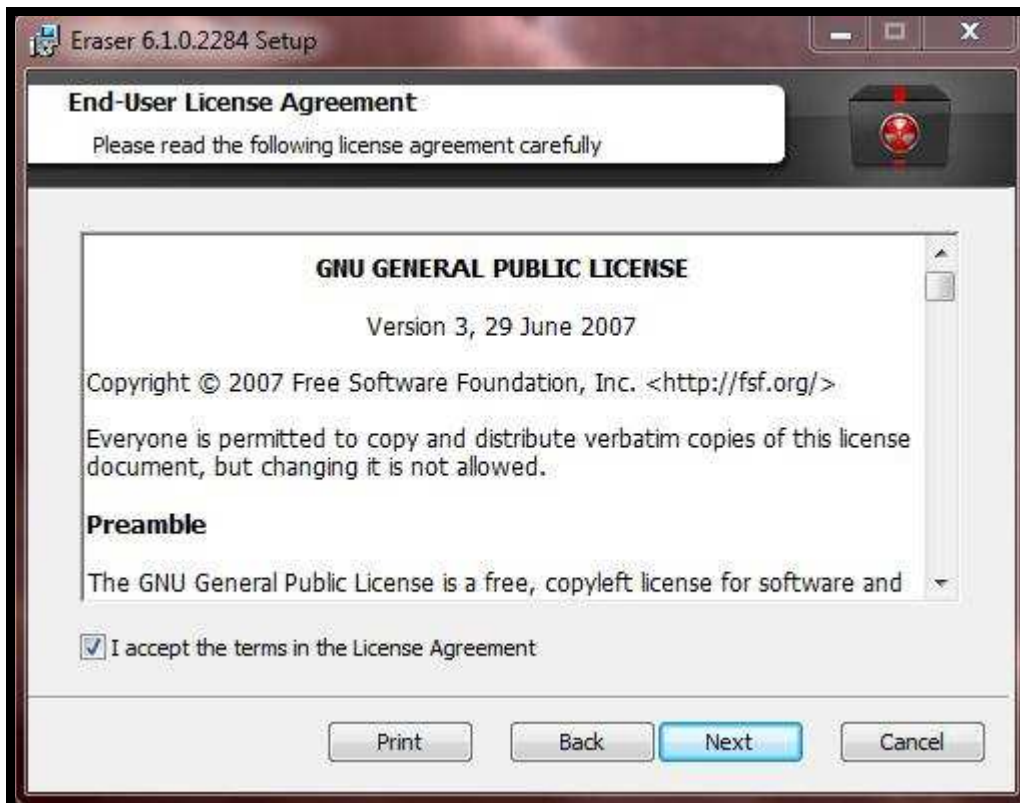 Eraser 6.1.0.2284 Setup
End-User License Agreement
Please read the following license agreement carefully
GNU GENERAL PUBLIC LICENSE
Version 3, 29 June 2007
Copyright © 2007 Free Software Foundation, Inc. <http://fsf.org/>
Everyone is permitted to copy and distribute verbatim copies of this license
document, but changing it is not allowed.
Preamble
The GNU General Public License is a free, copyleft license for software and
I accept the terms in the License Agreement
Print Back Next Cancel